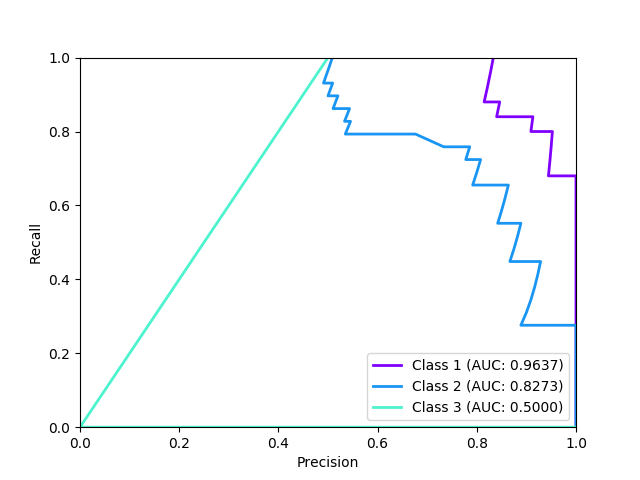 1.0
0.8
0.6
0.4
0.2
0.0
Recall
Class 1 (AUC: 0.9637)
Class 2 (AUC: 0.8273)
Class 3 (AUC: 0.5000)
0.0 0.2 0.4 0.6 0.8 1.0
Precision